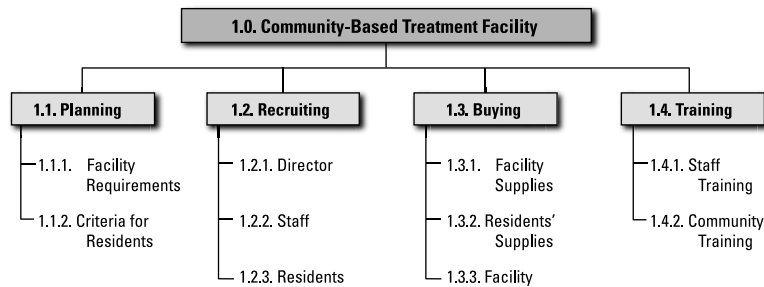 1.0. Community-Based Treatment Facility
1.1. Planning
1.1.1. Facility
Requirements
1.1.2. Criteria for
Residents
1.2. Recruiting
1.2.1. Director
1.2.2. Staff
1.2.3. Residents
1.3. Buying
1.3.1. Facility
Supplies
1.3.2. Residents’
Supplies
1.3.3. Facility
1.4. Training
1.4.1. Staff
Training
1.4.2. Community
Training